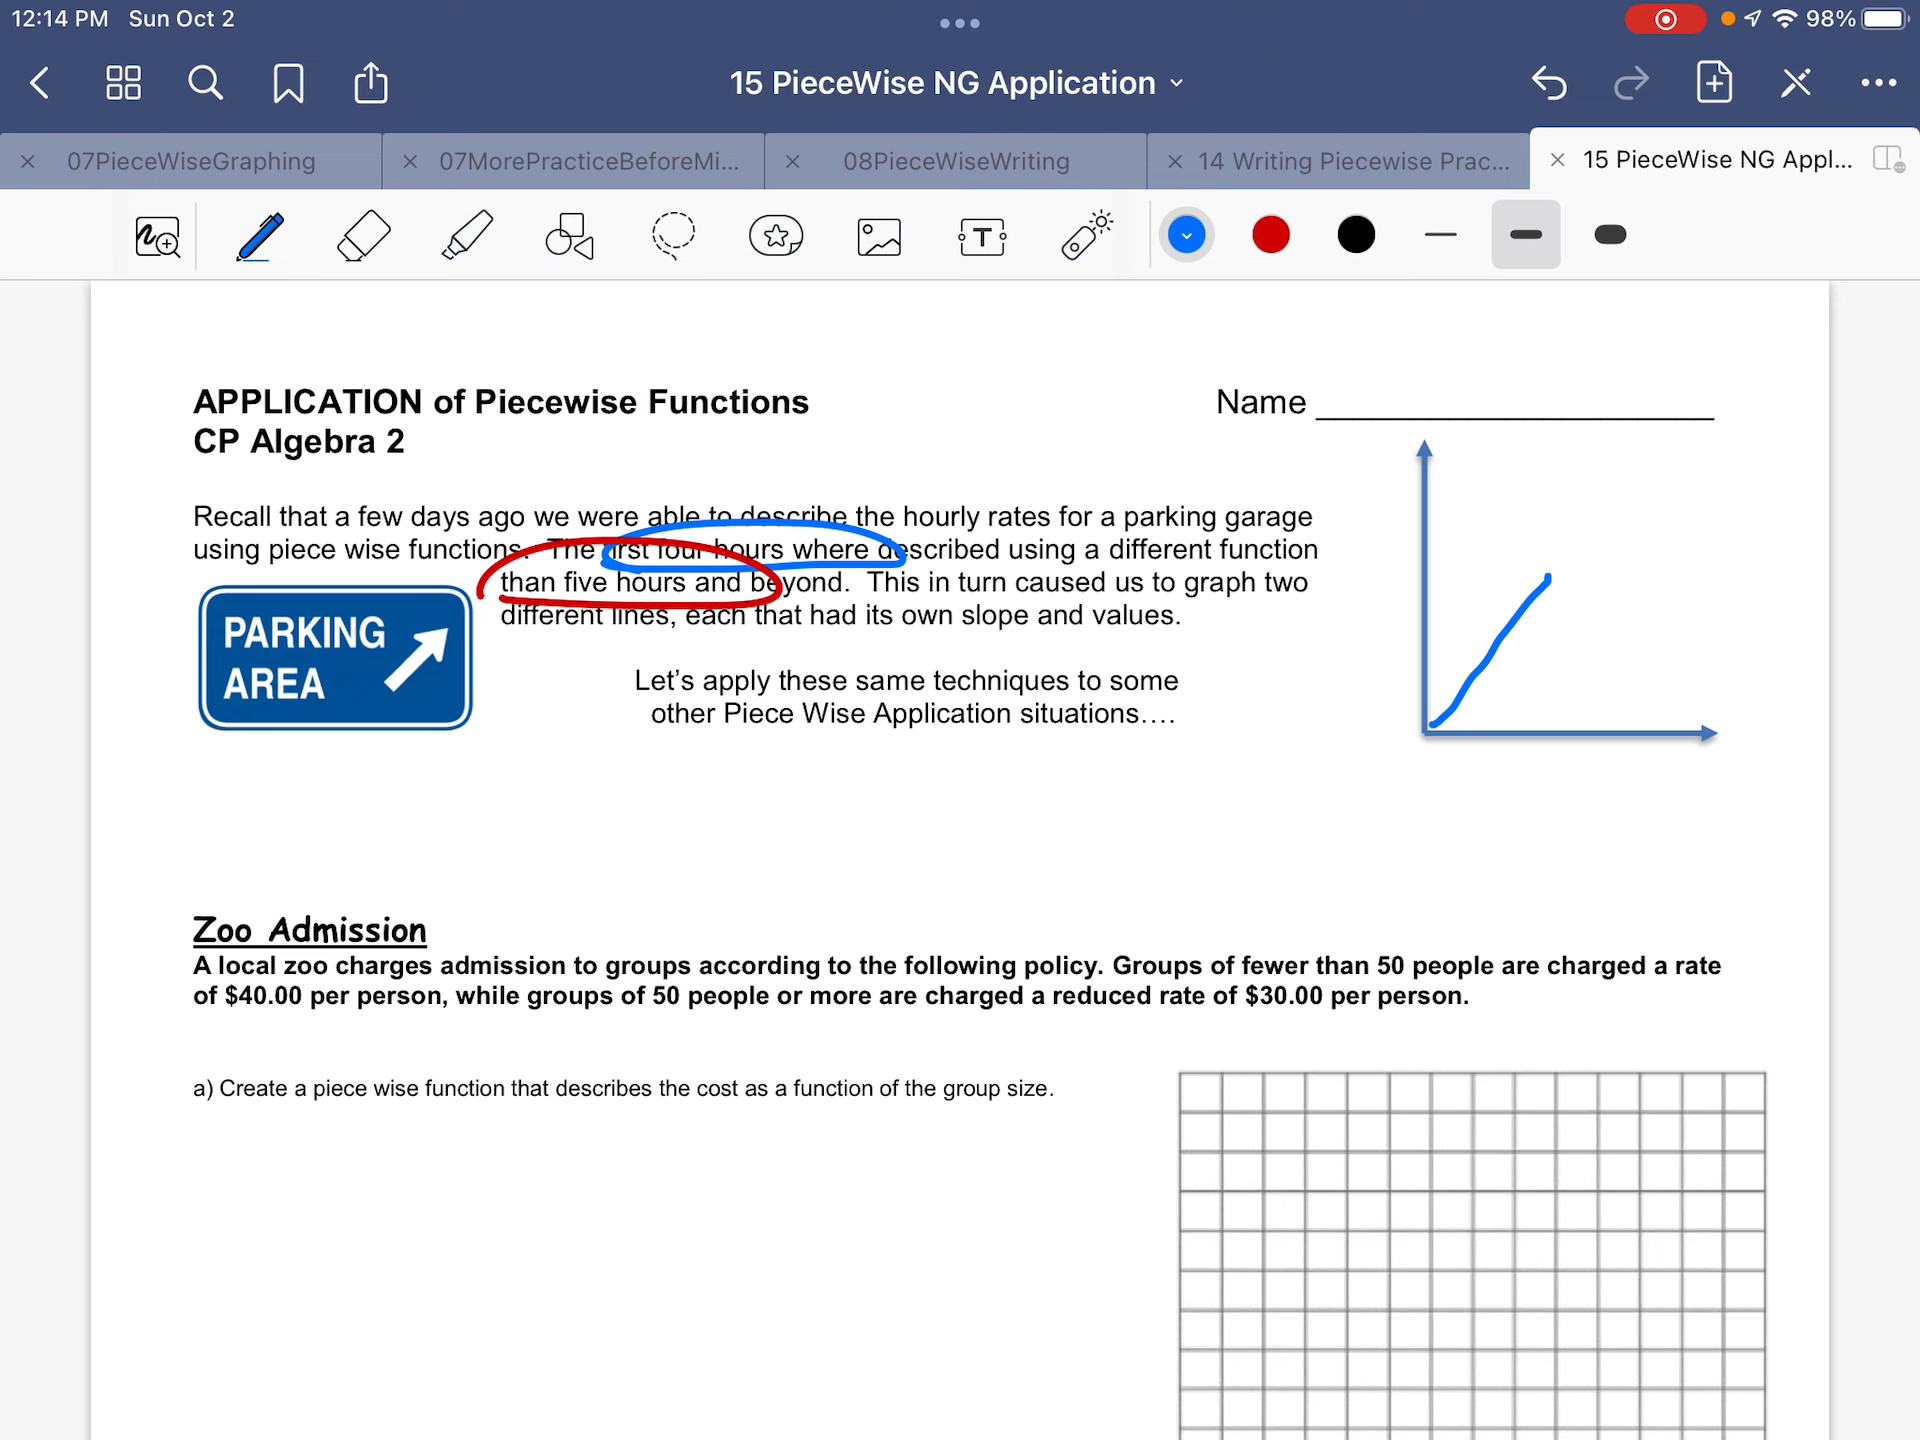 12:14 PM Sun Oct 2
98%
15 PieceWise NG Application
07PieceWiseGraphing
07MorePracticeBeforeMi...
08PieceWiseWriting
14 Writing Piecewise Prac...
15 PieceWise NG Appl...
T
APPLICATION of Piecewise Functions
Name
CP Algebra 2
Recall that a few days ago we were able to describe the hourly rates for a parking garage
using piece wise functions. The first four hours where described using a different function
than five hours and beyond. This in turn caused us to graph two
different lines, each that had its own slope and values.
PARKING
AREA
Let's apply these same techniques to some
other Piece Wise Application situations....
Zoo Admission
A local zoo charges admission to groups according to the following policy. Groups of fewer than 50 people are charged a rate
of $40.00 per person, while groups of 50 people or more are charged a reduced rate of $30.00 per person.
a) Create a piece wise function that describes the cost as a function of the group size.